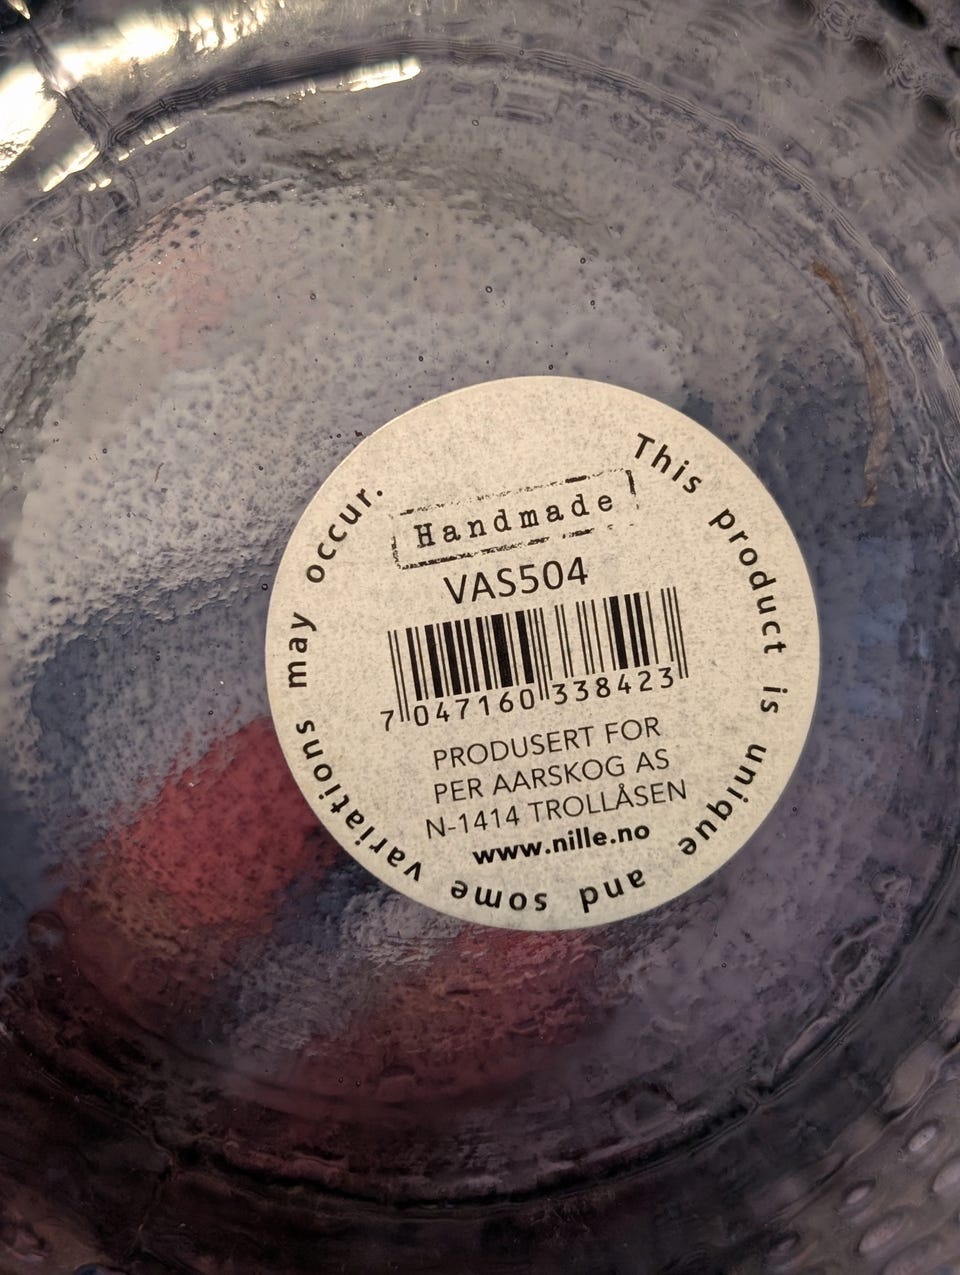 This product is unique and some variations may occur.
Handmade
VAS504
7 047160 338423
PRODUSERT FOR
PER AARSKOG AS
N-1414 TROLLÅSEN
www.nille.no